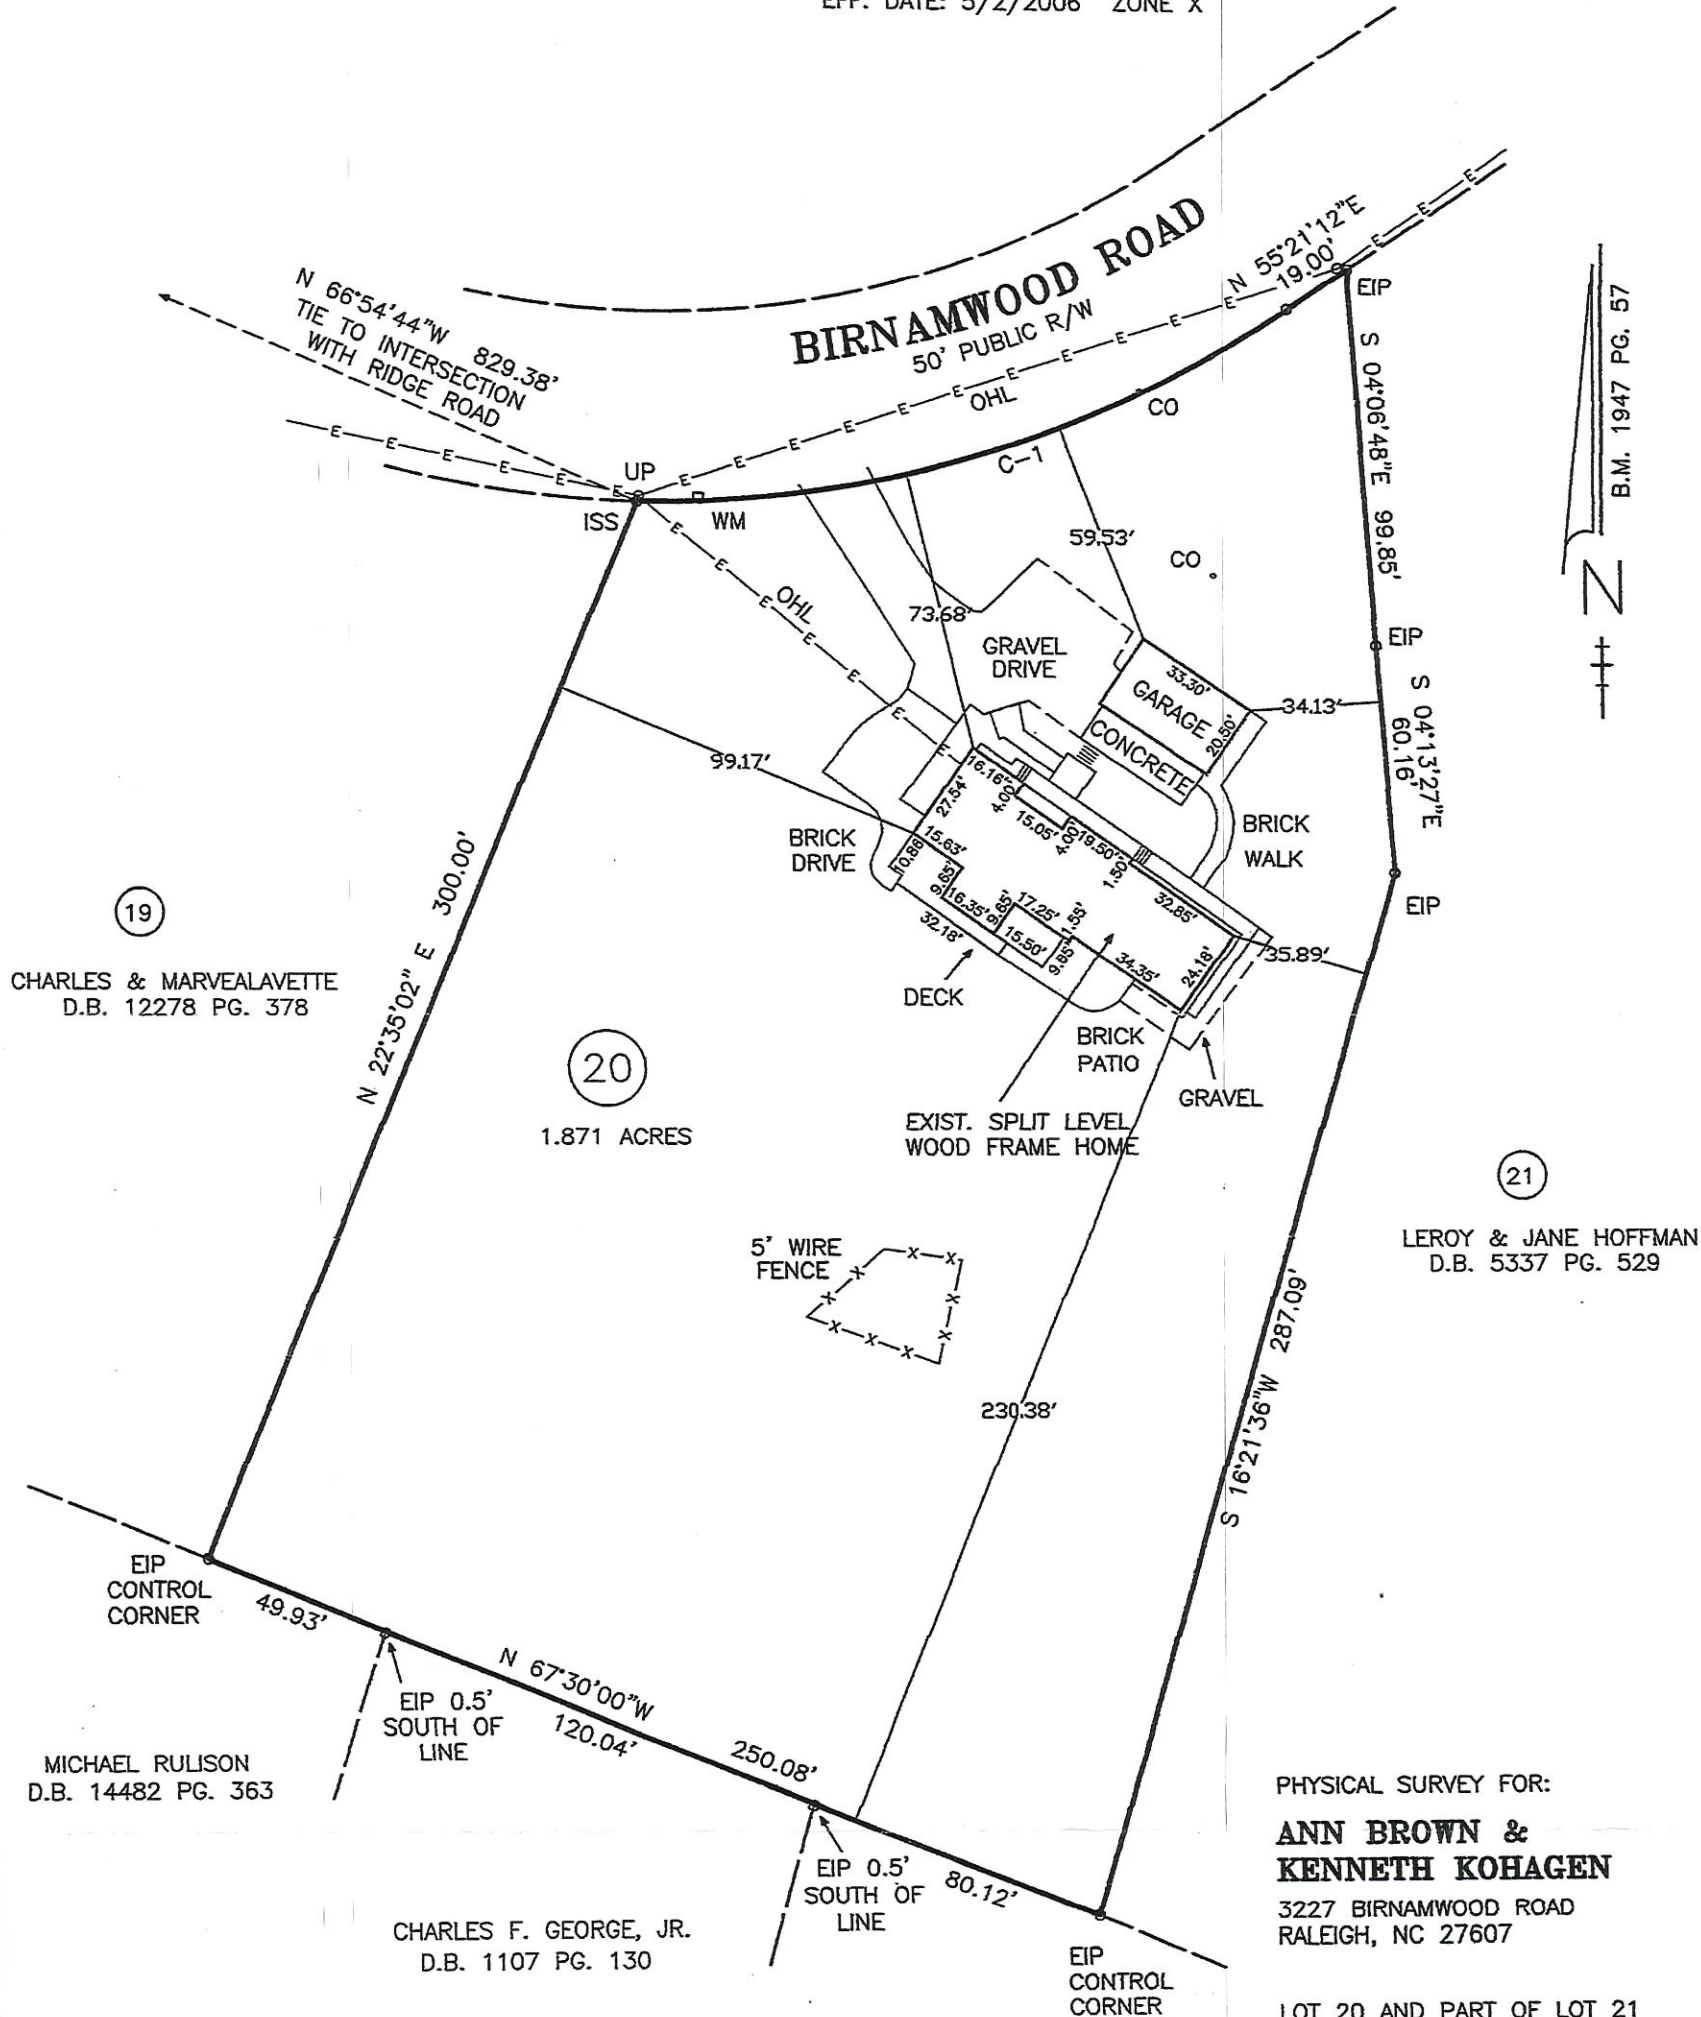 EFF. DATE: 5/2/2006 ZONE X
N 66°54'44"W 829.38'
TIE TO INTERSECTION
WITH RIDGE ROAD
BIRNAMWOOD ROAD
50' PUBLIC R/W
N 55°21'12"E
19.00'
EIP
E E E E E
E E E E E E E E E E E
E E E
OHL
CO
C-1
UP
ISS
WM
S 04°06'48"E 99.85'
B.M. 1947 PG. 57
N
E E E E E E E
OHL
59.53'
CO
73.68'
GRAVEL
DRIVE
EIP
S 04°13'27"E
60.16'
33.30'
GARAGE
20.50'
CONCRETE
34.13'
99.17'
16.16'
4.00'
27.54'
15.05'
4.00'
19.50'
1.50'
32.85'
BRICK
WALK
BRICK
DRIVE
15.63'
10.86'
9.65'
16.35'
9.65'
17.25'
1.55'
15.50'
9.65'
34.35'
24.18'
35.89'
32.18'
EIP
DECK
BRICK
PATIO
GRAVEL
EXIST. SPLIT LEVEL
WOOD FRAME HOME
19
CHARLES & MARVEALAVETTE
D.B. 12278 PG. 378
N 22°35'02" E 300.00'
20
1.871 ACRES
21
LEROY & JANE HOFFMAN
D.B. 5337 PG. 529
5' WIRE
FENCE
X X X X X X X X X X
230.38'
S 16°21'36"W 287.09'
EIP
CONTROL
CORNER
49.93'
N 67°30'00"W
120.04'
250.08'
EIP 0.5'
SOUTH OF
LINE
MICHAEL RULISON
D.B. 14482 PG. 363
EIP 0.5'
SOUTH OF
LINE
80.12'
CHARLES F. GEORGE, JR.
D.B. 1107 PG. 130
EIP
CONTROL
CORNER
PHYSICAL SURVEY FOR:
ANN BROWN &
KENNETH KOHAGEN
3227 BIRNAMWOOD ROAD
RALEIGH, NC 27607
LOT 20 AND PART OF LOT 21